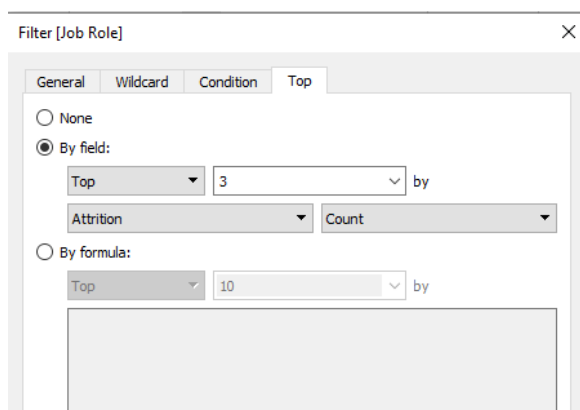 Filter [Job Role]
General Wildcard Condition Top
None
By field:
Top 3 by
Attrition Count
By formula:
Top 10 by